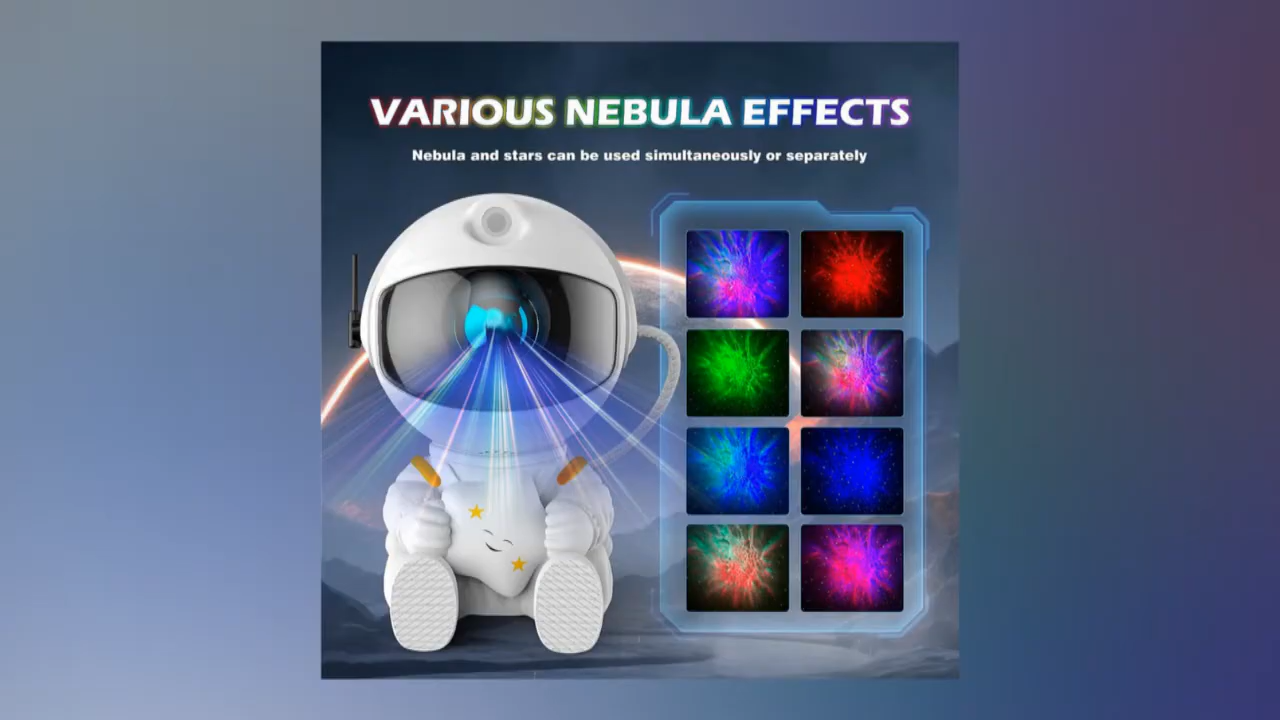 VARIOUS NEBULA EFFECTS
Nebula and stars can be used simultaneously or separately